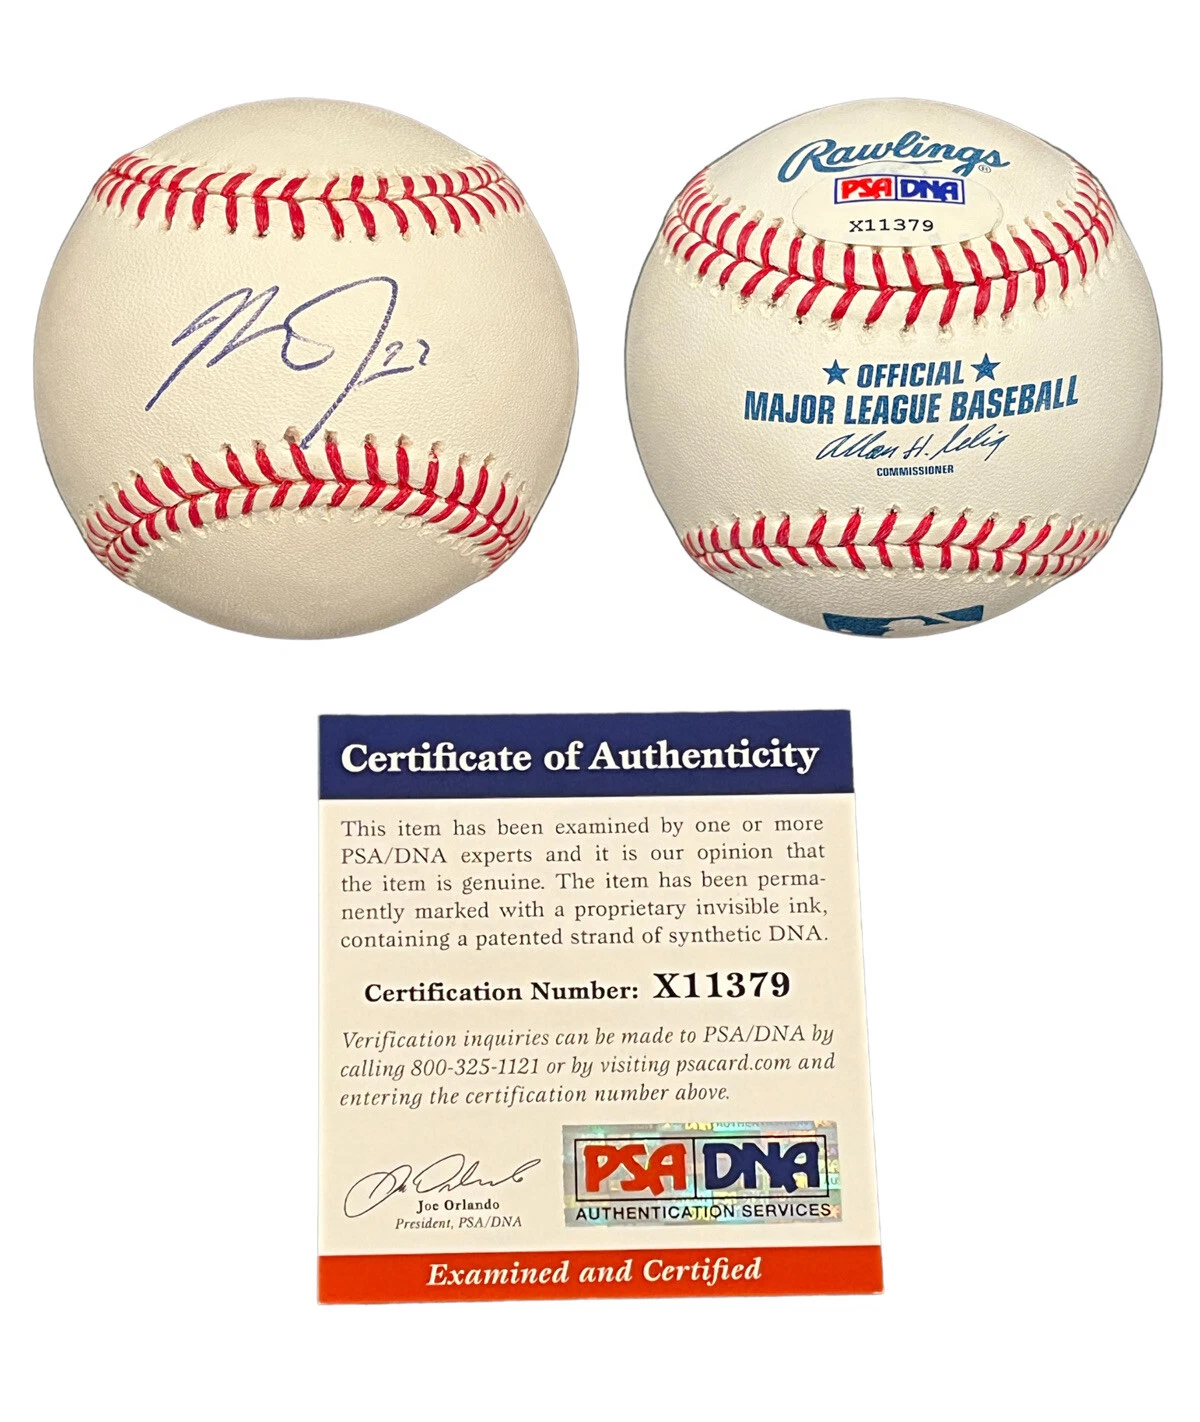 22
Rawlings®
PSA DNA
X11379
OFFICIAL
MAJOR LEAGUE BASEBALL
Allan H. Selig
COMMISSIONER
Certificate of Authenticity
This item has been examined by one or more
PSA/DNA experts and it is our opinion that
the item is genuine. The item has been perma-
nently marked with a proprietary invisible ink,
containing a patented strand of synthetic DNA.
Certification Number: X11379
Verification inquiries can be made to PSA/DNA by
calling 800-325-1121 or by visiting psacard.com and
entering the certification number above.
Joe Orlando
President, PSA/DNA
PSA DNA
AUTHENTICATION SERVICES
Examined and Certified